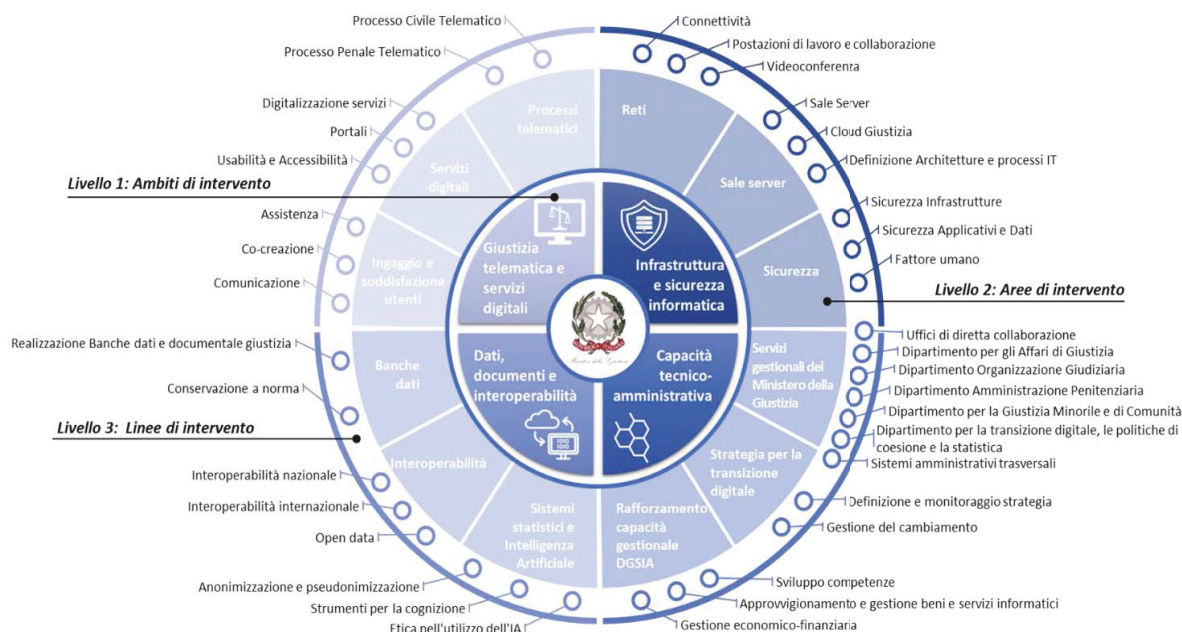 Processo Civile Telematico
Processo Penale Telematico
Digitalizzazione servizi
Portali
Usabilità e Accessibilità
Livello 1: Ambiti di intervento
Assistenza
Co-creazione
Comunicazione
Realizzazione Banche dati e documentale giustizia
Conservazione a norma
Livello 3: Linee di intervento
Interoperabilità nazionale
Interoperabilità internazionale
Open data
Anonimizzazione e pseudonimizzazione
Strumenti per la cognizione
Etica nell'utilizzo dell'IA
Processi
telematici
Servizi
digitali
Ingaggio e
soddisfazione
utenti
Banche
dati
Interoperabilità
Sistemi
statistici e
Intelligenza
Artificiale
Giustizia
telematica e
servizi
digitali
Infrastruttura
e sicurezza
informatica
Dati,
documenti e
interoperabilità
Capacità
tecnico-
amministrativa
Reti
Sale server
Sicurezza
Servizi
gestionali del
Ministero della
Giustizia
Strategia per la
transizione
digitale
Rafforzamento
capacità
gestionale
DGSIA
Connettività
Postazioni di lavoro e collaborazione
Videoconferenza
Sale Server
Cloud Giustizia
Definizione Architetture e processi IT
Sicurezza Infrastrutture
Sicurezza Applicativi e Dati
Fattore umano
Livello 2: Aree di intervento
Uffici di diretta collaborazione
Dipartimento per gli Affari di Giustizia
Dipartimento Organizzazione Giudiziaria
Dipartimento Amministrazione Penitenziaria
Dipartimento per la Giustizia Minorile e di Comunità
Dipartimento per la transizione digitale, le politiche di
coesione e la statistica
Sistemi amministrativi trasversali
Definizione e monitoraggio strategia
Gestione del cambiamento
Sviluppo competenze
Approvvigionamento e gestione beni e servizi informatici
Gestione economico-finanziaria